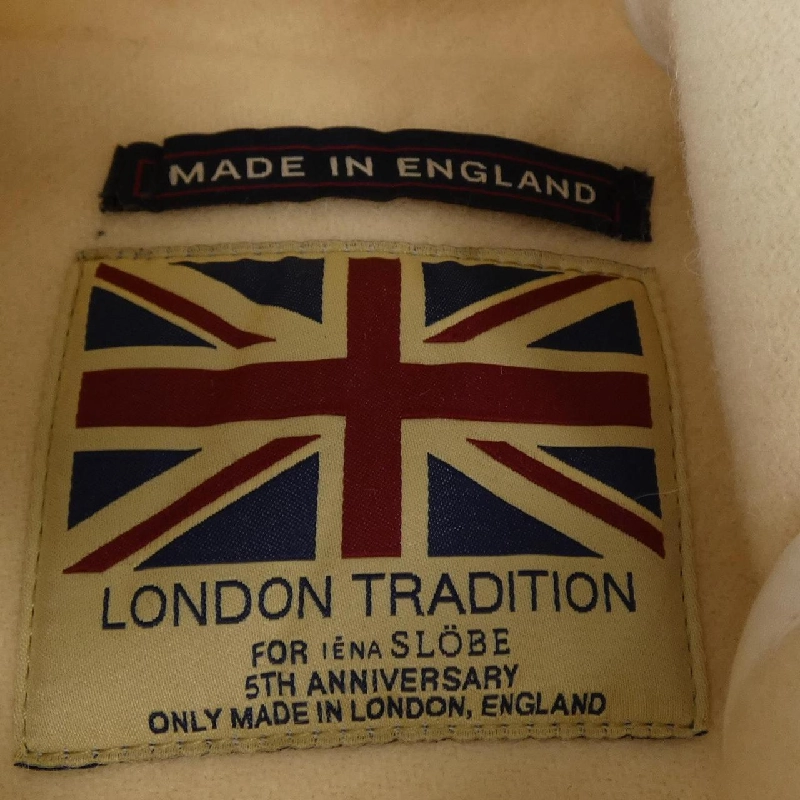 MADE IN ENGLAND
LONDON TRADITION
FOR IÉNA SLÖBE
5TH ANNIVERSARY
ONLY MADE IN LONDON, ENGLAND